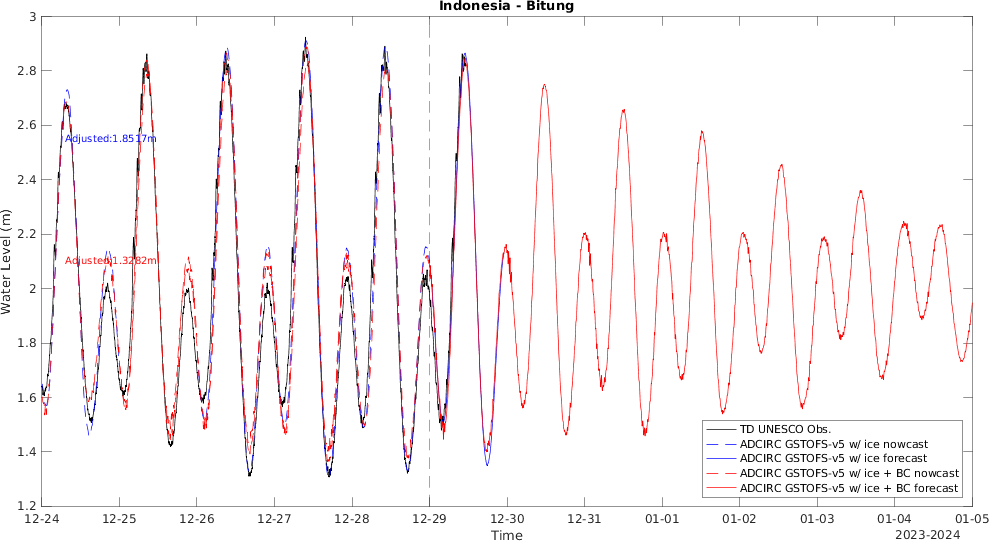 Indonesia - Bitung
3
2.8
2.6
2.4
2.2
2
1.8
1.6
1.4
1.2
Water Level (m)
Adjusted:1.8517m
Adjusted:1.3282m
TD UNESCO Obs.
ADCIRC GSTOFS-v5 w/ ice nowcast
ADCIRC GSTOFS-v5 w/ ice forecast
ADCIRC GSTOFS-v5 w/ ice + BC nowcast
ADCIRC GSTOFS-v5 w/ ice + BC forecast
12-24 12-25 12-26 12-27 12-28 12-29 12-30 12-31 01-01 01-02 01-03 01-04 01-05
Time
2023-2024